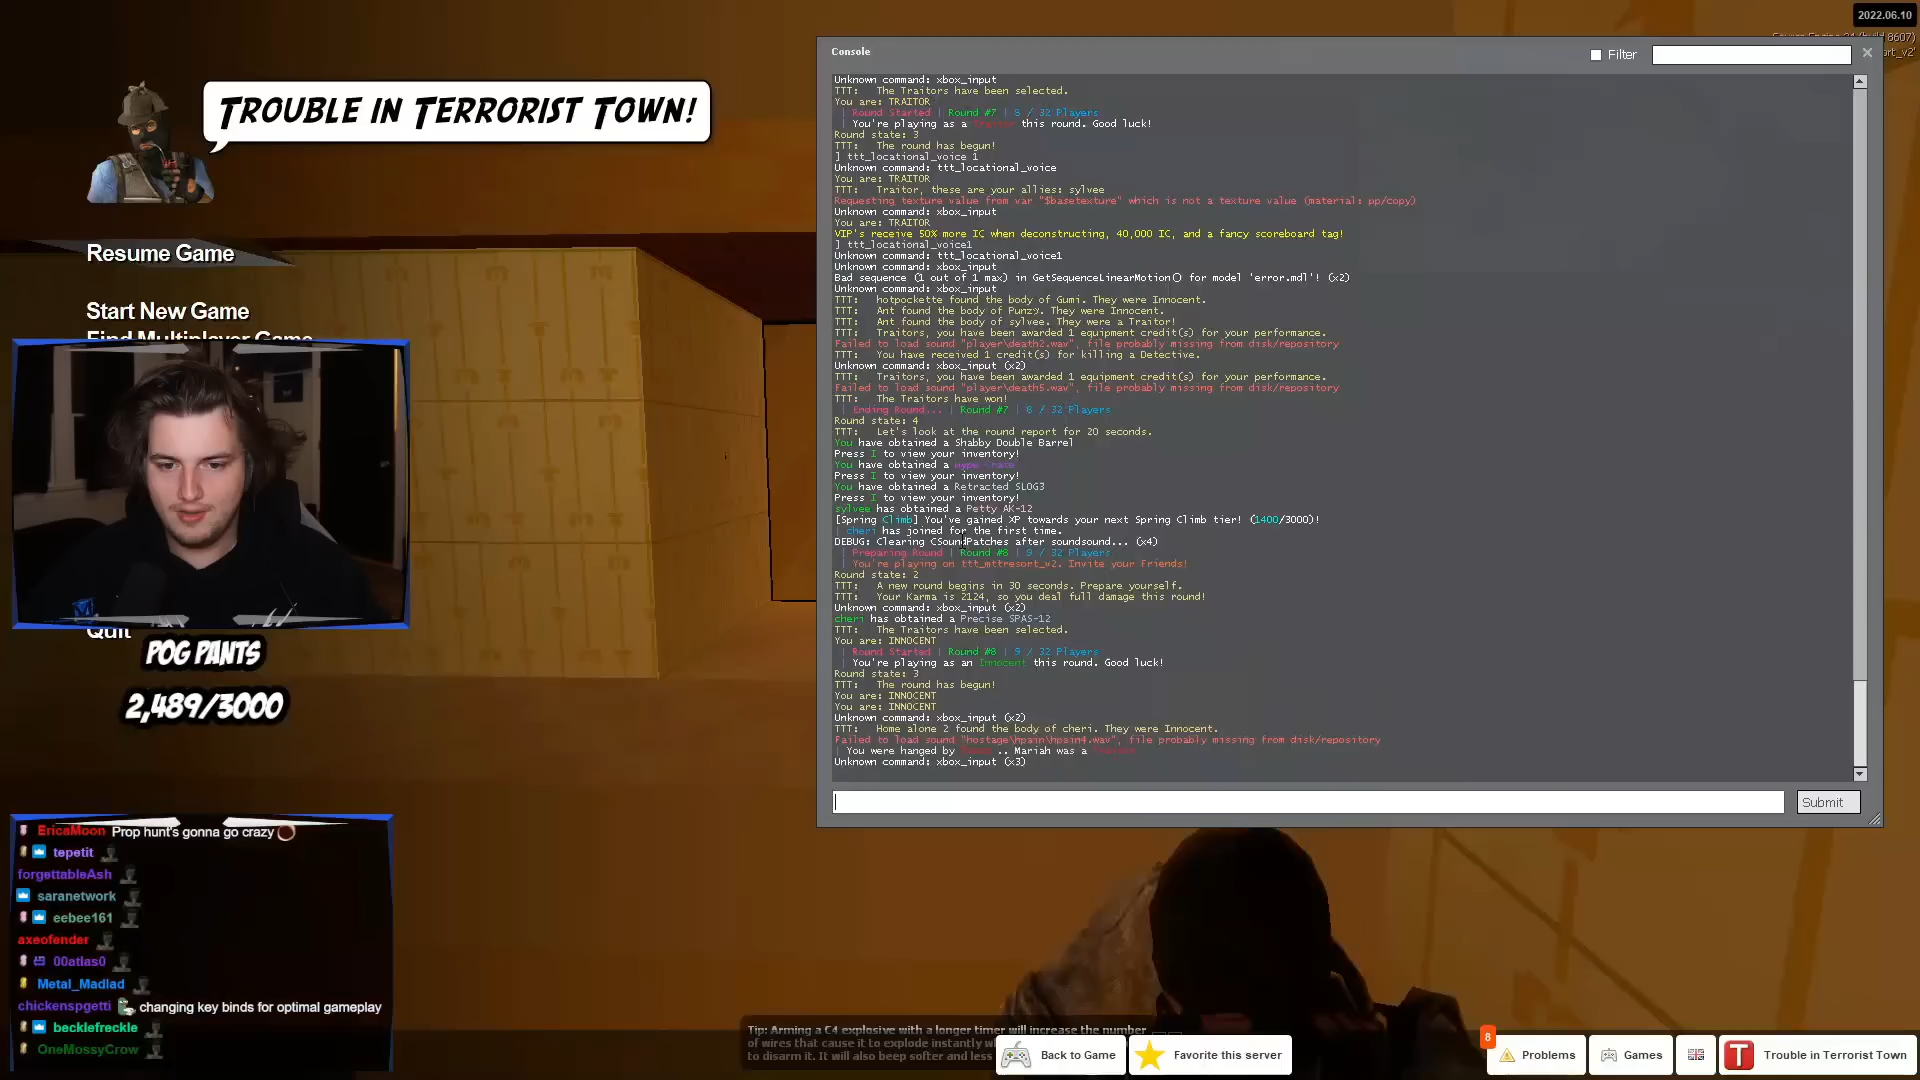 2022.06.10
TROUBLE IN TERRORIST TOWN!
Resume Game
Start New Game
Find Multiplayer Game
Quit
POG PANTS
2,489/3000
EricaMoon Prop hunt's gonna go crazy
tepetit
forgettableAsh
saranetwork
eebee161
axeofender
00atlas0
Metal_Madlad
chickenspgetti changing key binds for optimal gameplay
becklefreckle
OneMossyCrow
Console
Filter
Unknown command: xbox_input
TTT: The Traitors have been selected.
You are: TRAITOR
| Round Started | Round #7 | 8 / 32 Players
| You're playing as a Traitor this round. Good luck!
Round state: 3
TTT: The round has begun!
] ttt_locational_voice 1
Unknown command: ttt_locational_voice
You are: TRAITOR
TTT: Traitor, these are your allies: sylvee
Requesting texture value from var "$basetexture" which is not a texture value (material: pp/copy)
Unknown command: xbox_input
You are: TRAITOR
VIP's receive 50% more IC when deconstructing, 40,000 IC, and a fancy scoreboard tag!
] ttt_locational_voice1
Unknown command: ttt_locational_voice1
Unknown command: xbox_input
Bad sequence (1 out of 1 max) in GetSequenceLinearMotion() for model 'error.mdl'! (x2)
Unknown command: xbox_input
TTT: hotpockette found the body of Gumi. They were Innocent.
TTT: Ant found the body of Punzy. They were Innocent.
TTT: Ant found the body of sylvee. They were a Traitor!
TTT: Traitors, you have been awarded 1 equipment credit(s) for your performance.
Failed to load sound "player\death2.wav", file probably missing from disk/repository
TTT: You have received 1 credit(s) for killing a Detective.
Unknown command: xbox_input (x2)
TTT: Traitors, you have been awarded 1 equipment credit(s) for your performance.
Failed to load sound "player\death5.wav", file probably missing from disk/repository
TTT: The Traitors have won!
| Ending Round... | Round #7 | 8 / 32 Players
Round state: 4
TTT: Let's look at the round report for 20 seconds.
You have obtained a Shabby Double Barrel
Press I to view your inventory!
You have obtained a
Press I to view your inventory!
You have obtained a Retracted SLOG3
Press I to view your inventory!
sylvee has obtained a Petty AK-12
[Spring Climb] You've gained XP towards your next Spring Climb tier! (1400/3000)!
| cheri has joined for the first time.
DEBUG: Clearing CSoundPatches after soundsound... (x4)
| Preparing Round | Round #8 | 9 / 32 Players
| You're playing on ttt_mttresort_v2. Invite your Friends!
Round state: 2
TTT: A new round begins in 30 seconds. Prepare yourself.
TTT: Your Karma is 2124, so you deal full damage this round!
Unknown command: xbox_input (x2)
cheri has obtained a Precise SPAS-12
TTT: The Traitors have been selected.
You are: INNOCENT
| Round Started | Round #8 | 9 / 32 Players
| You're playing as an Innocent this round. Good luck!
Round state: 3
TTT: The round has begun!
You are: INNOCENT
You are: INNOCENT
Unknown command: xbox_input (x2)
TTT: Home alone 2 found the body of cheri. They were Innocent.
Failed to load sound "hostage\hpain\hpain4.wav", file probably missing from disk/repository
| You were hanged by .. Mariah was a
Unknown command: xbox_input (x3)
Submit
Tip: Arming a C4 explosive with a longer timer will increase the number
of wires that cause it to explode instantly
to disarm it. It will also beep softer and less
Back to Game
Favorite this server
8
Problems
Games
T
Trouble in Terrorist Town